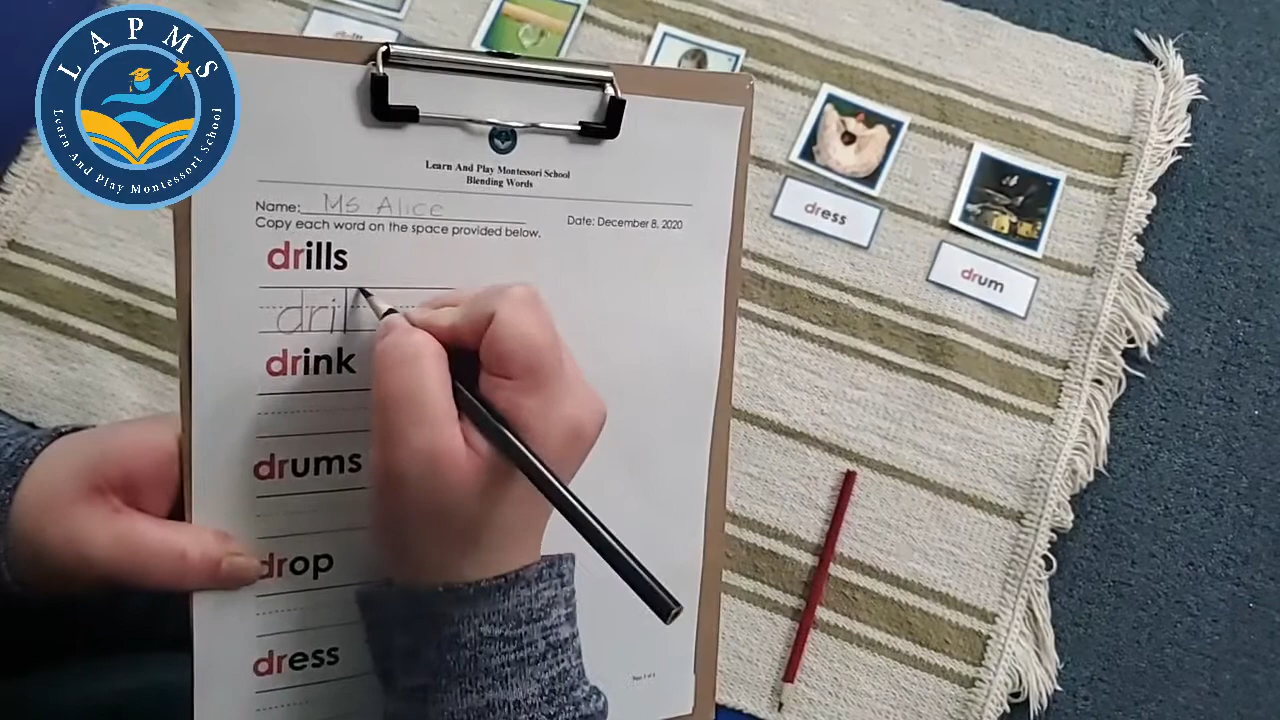 LAPMS
Learn And Play Montessori School
Learn And Play Montessori School
Blending Words
Name: Ms Alice
Date: December 8, 2020
Copy each word on the space provided below.
drills
dril
drink
drums
drop
dress
dress
drum